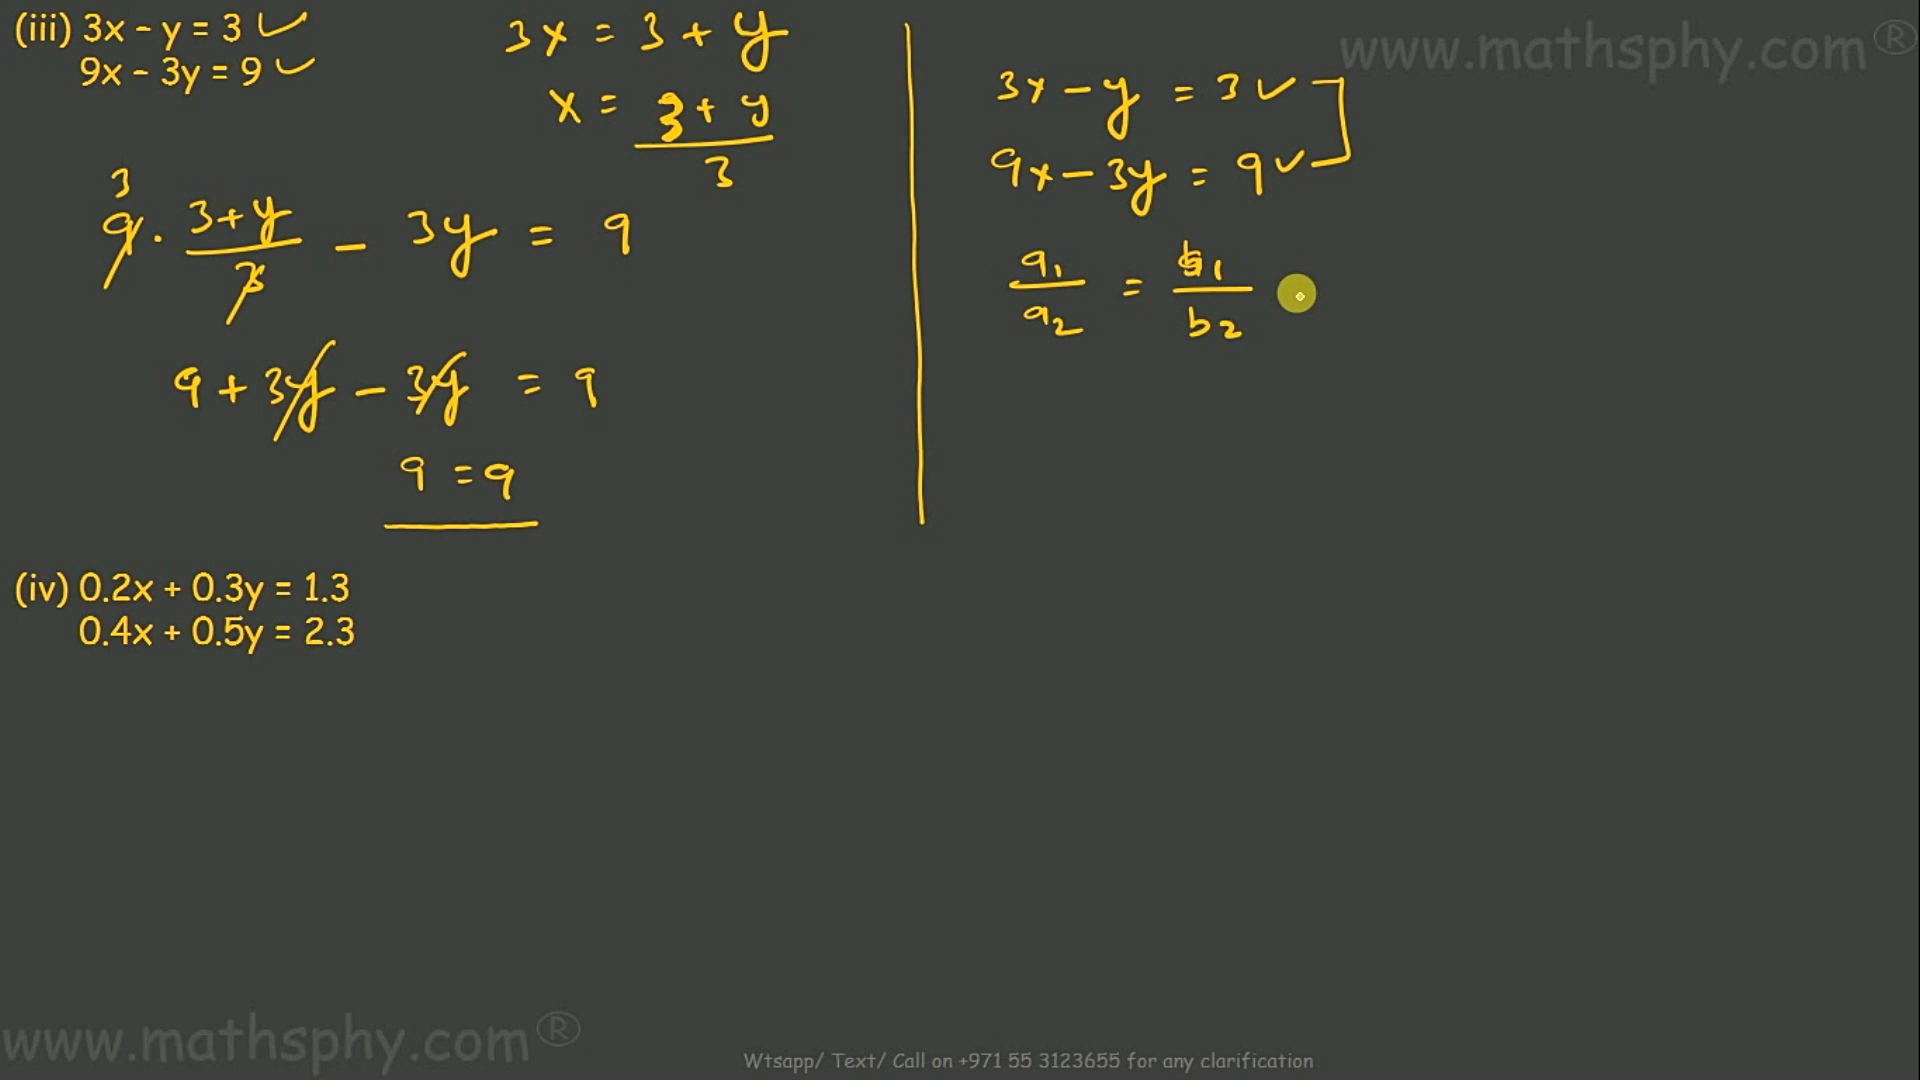 (iii) 3x - y = 3 ✓
9x - 3y = 9 ✓
3x = 3 + y
x = (3 + y)/3
3
9 · (3+y)/3 - 3y = 9
9 + 3y - 3y = 9
9 = 9
www.mathsphy.com®
3x - y = 3 ✓
9x - 3y = 9 ✓
a₁/a₂ = b₁/b₂
(iv) 0.2x + 0.3y = 1.3
0.4x + 0.5y = 2.3
www.mathsphy.com®
Wtsapp/ Text/ Call on +971 55 3123655 for any clarification